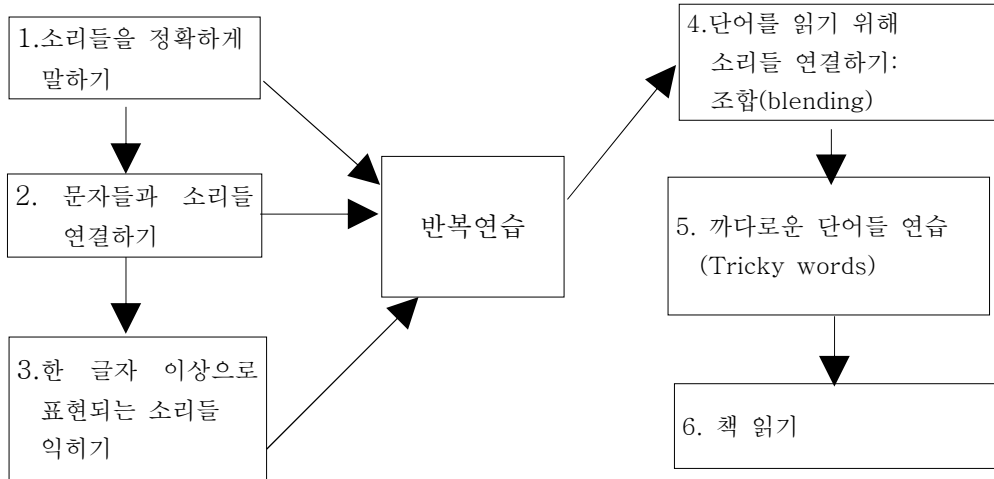 1.소리들을 정확하게
말하기
2. 문자들과 소리들
연결하기
3.한 글자 이상으로
표현되는 소리들
익히기
반복연습
4.단어를 읽기 위해
소리들 연결하기:
조합(blending)
5. 까다로운 단어들 연습
(Tricky words)
6. 책 읽기